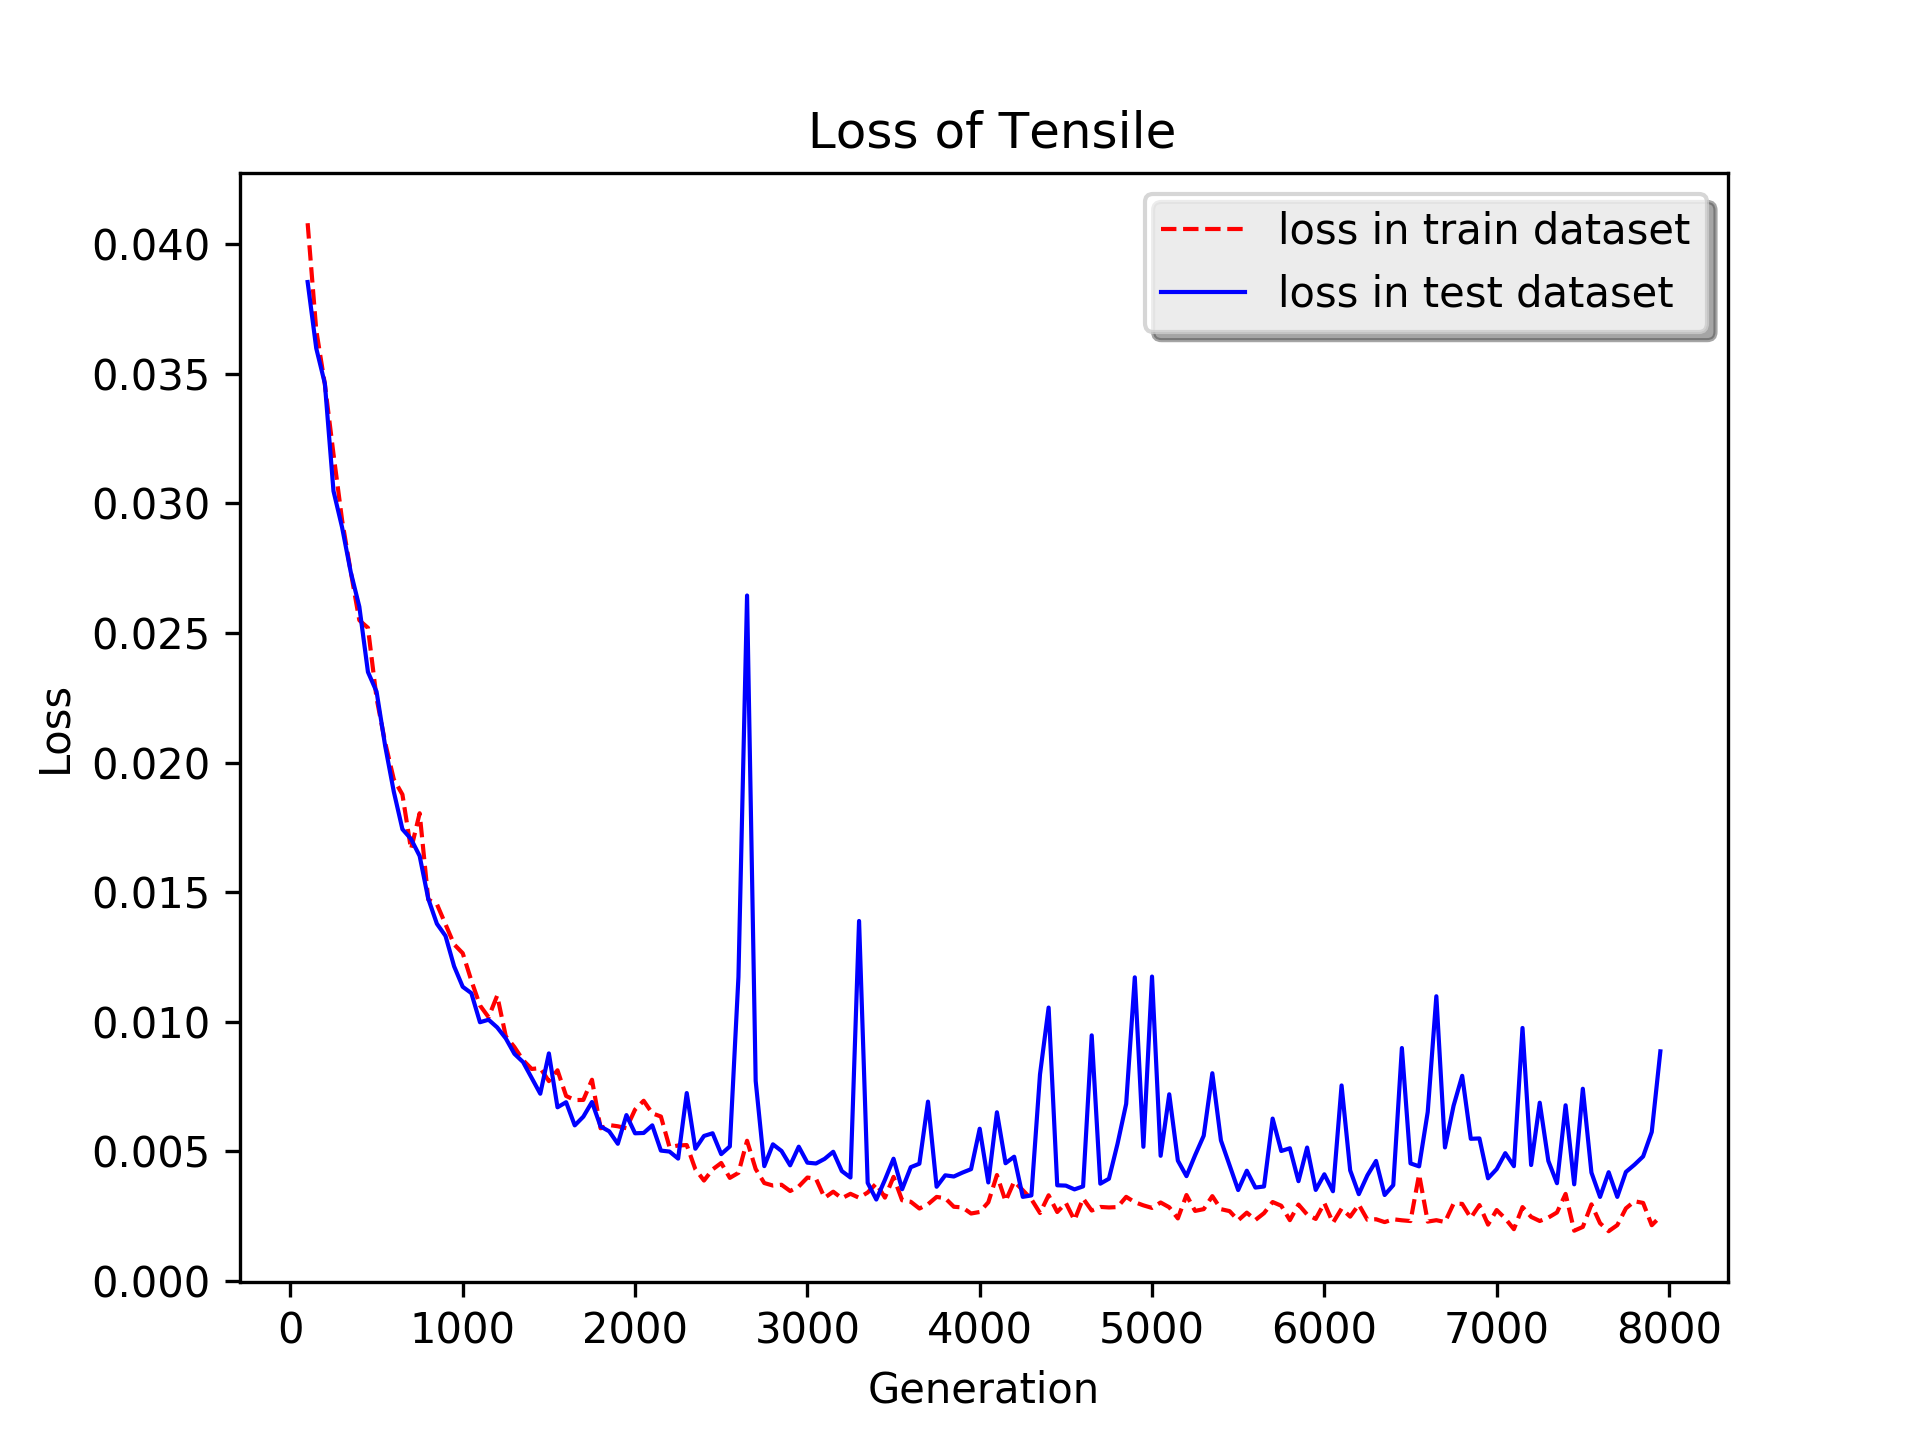 Loss of Tensile
loss in train dataset
loss in test dataset
0.040
0.035
0.030
0.025
0.020
0.015
0.010
0.005
0.000
Loss
0 1000 2000 3000 4000 5000 6000 7000 8000
Generation